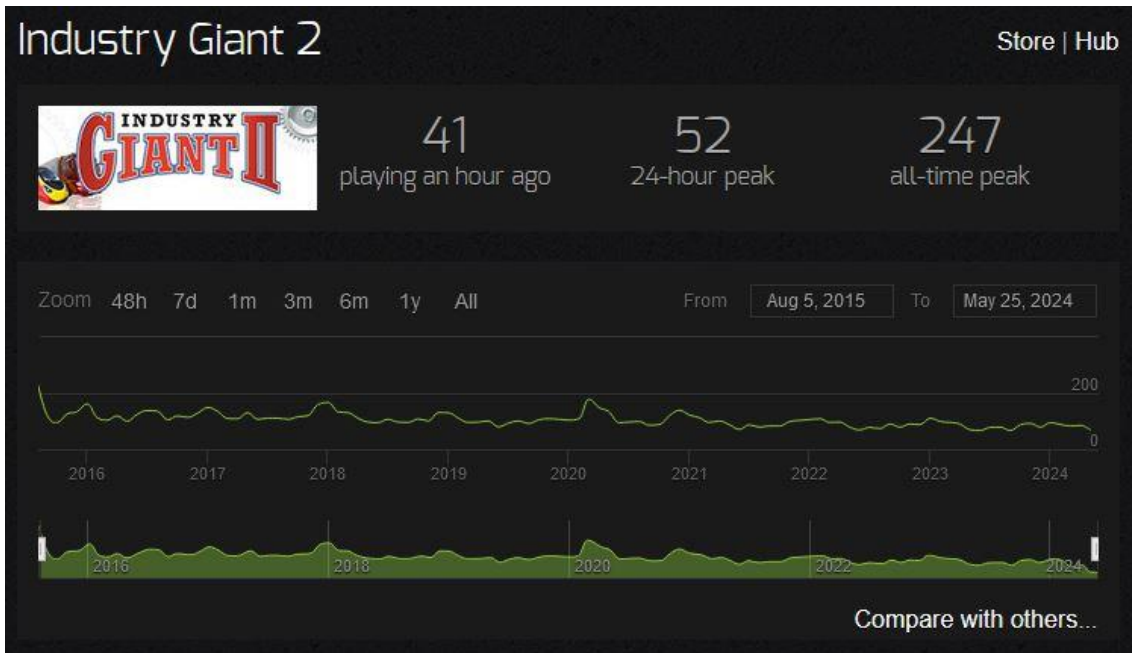 Industry Giant 2
Store | Hub
INDUSTRY
GIANT II
41
playing an hour ago
52
24-hour peak
247
all-time peak
Zoom 48h 7d 1m 3m 6m 1y All
From Aug 5, 2015 To May 25, 2024
200
0
2016 2017 2018 2019 2020 2021 2022 2023 2024
2016 2018 2020 2022 2024
Compare with others...